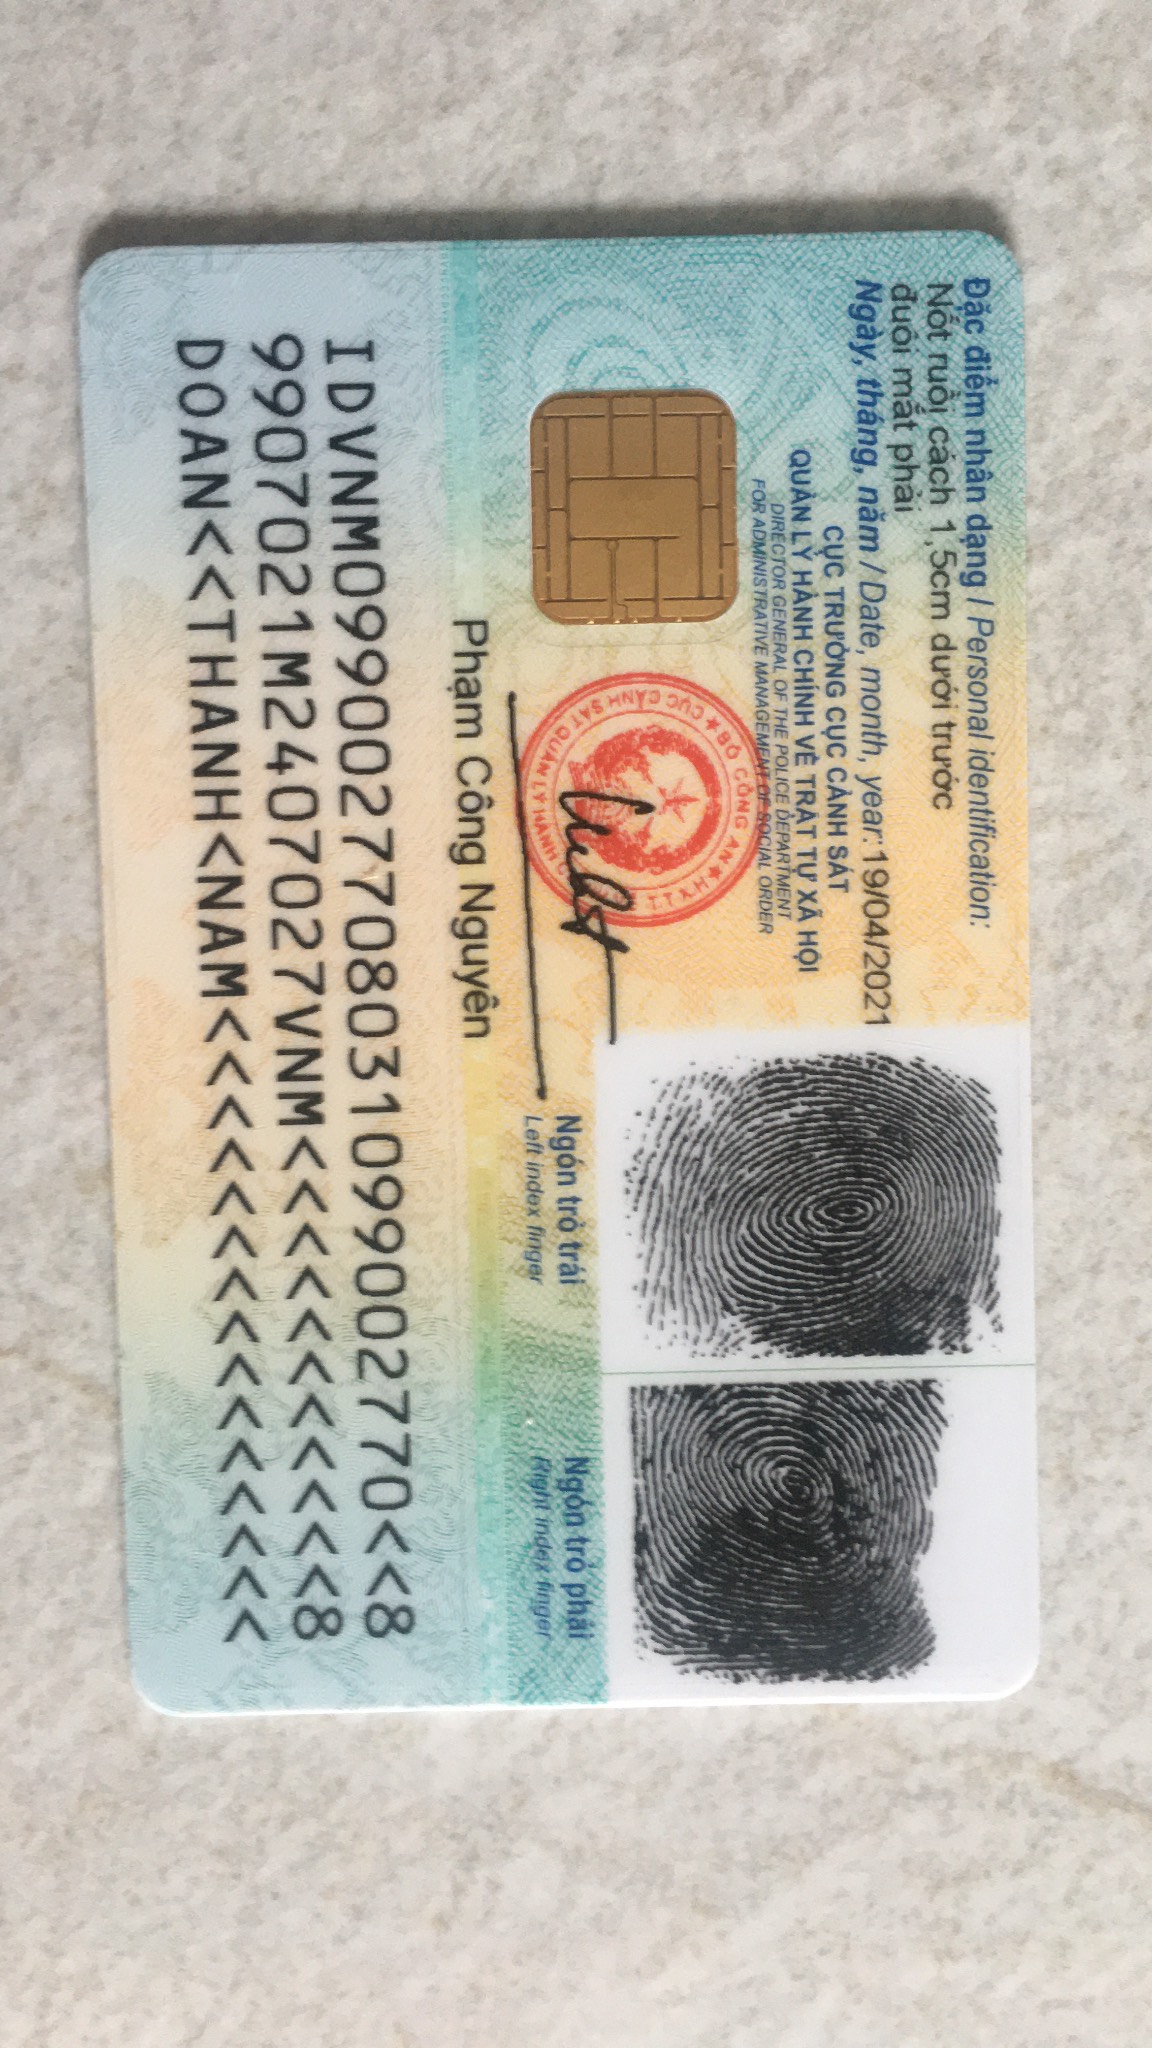 Đặc điểm nhân dạng / Personal identification:
Nốt ruồi cách 1,5cm dưới trước
đuôi mắt phải
Ngày, tháng, năm / Date, month, year:19/04/2021
CỤC TRƯỞNG CỤC CẢNH SÁT
QUẢN LÝ HÀNH CHÍNH VỀ TRẬT TỰ XÃ HỘI
DIRECTOR GENERAL OF THE POLICE DEPARTMENT
FOR ADMINISTRATIVE MANAGEMENT OF SOCIAL ORDER
BỘ CÔNG AN
CỤC CẢNH SÁT QUẢN LÝ HÀNH T.T.X.H
Phạm Công Nguyên
Ngón trỏ trái
Left index finger
Ngón trỏ phải
Right index finger
IDVNM0990027708031099002770<<8
9907021M2407027VNM<<<<<<<<<<<8
DOAN<<THANH<NAM<<<<<<<<<<<<<<<